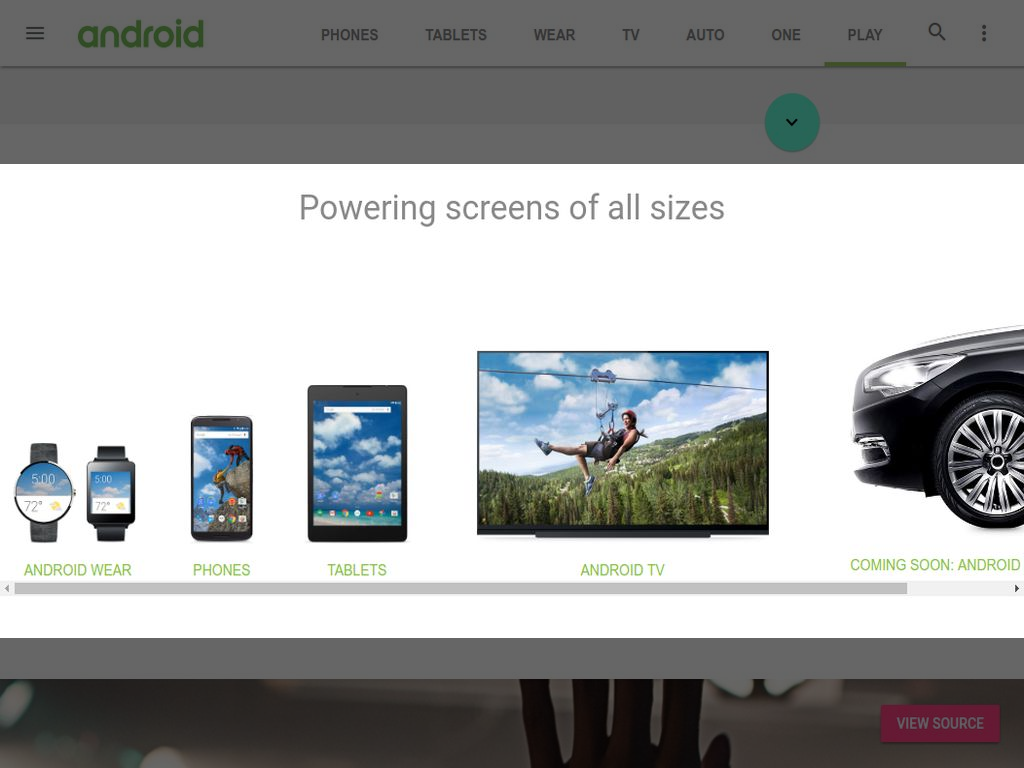 android PHONES TABLETS WEAR TV AUTO ONE PLAY
Powering screens of all sizes
5:00
72°
5:00
72°
ANDROID WEAR PHONES TABLETS ANDROID TV COMING SOON: ANDROID
VIEW SOURCE